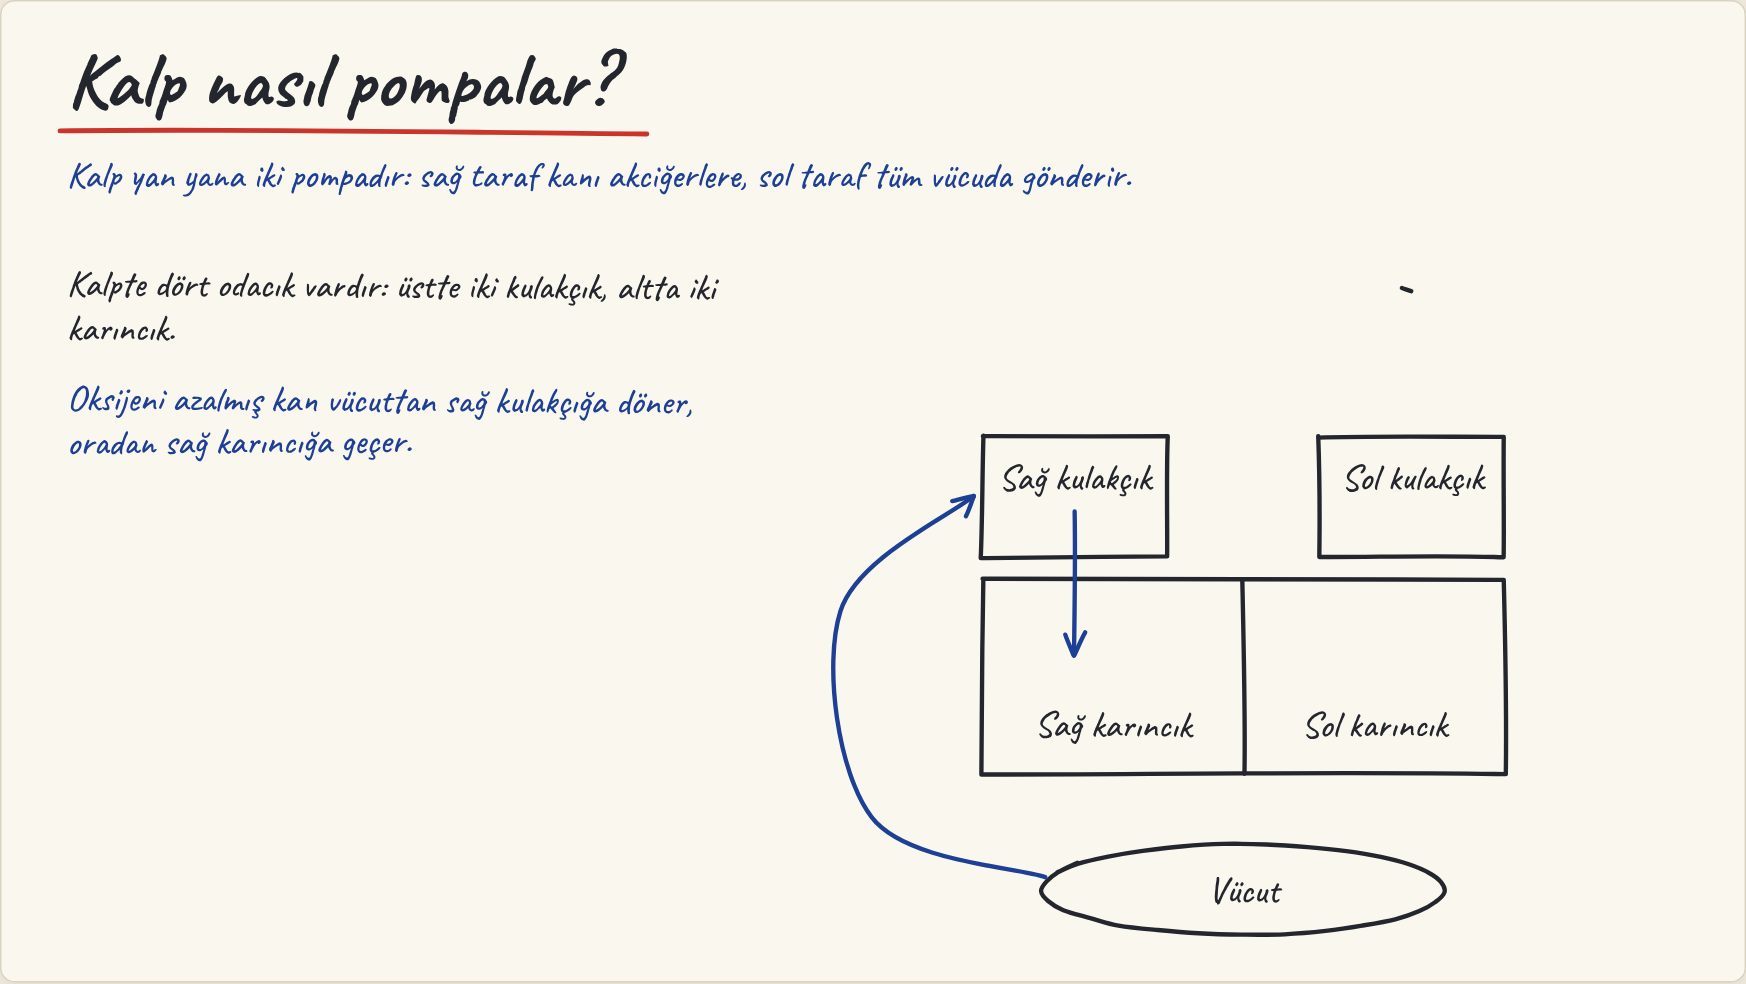 Kalp nasıl pompalar?
Kalp yan yana iki pompadır: sağ taraf kanı akciğerlere, sol taraf tüm vücuda gönderir.
Kalpte dört odacık vardır: üstte iki kulakçık, altta iki
karıncık.
Oksijeni azalmış kan vücuttan sağ kulakçığa döner,
oradan sağ karıncığa geçer.
Sağ kulakçık
Sol kulakçık
Sağ karıncık
Sol karıncık
Vücut